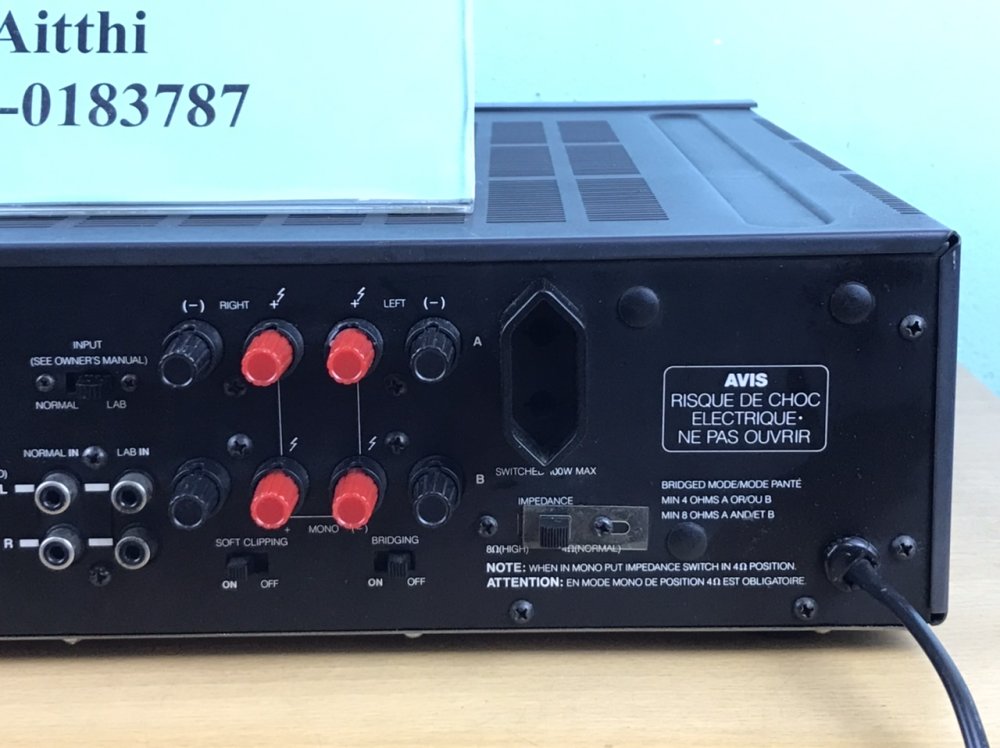 Aitthi
-0183787
(-) RIGHT + + LEFT (-)
A
INPUT
(SEE OWNER'S MANUAL)
NORMAL LAB
AVIS
RISQUE DE CHOC
ELECTRIQUE•
NE PAS OUVRIR
NORMAL IN LAB IN
L
R
B
SWITCHED 100W MAX
+ MONO (-)
SOFT CLIPPING
ON OFF
BRIDGING
ON OFF
IMPEDANCE
8Ω(HIGH) 4Ω(NORMAL)
BRIDGED MODE/MODE PANTÉ
MIN 4 OHMS A OR/OU B
MIN 8 OHMS A AND/ET B
NOTE: WHEN IN MONO PUT IMPEDANCE SWITCH IN 4Ω POSITION.
ATTENTION: EN MODE MONO DE POSITION 4Ω EST OBLIGATOIRE.